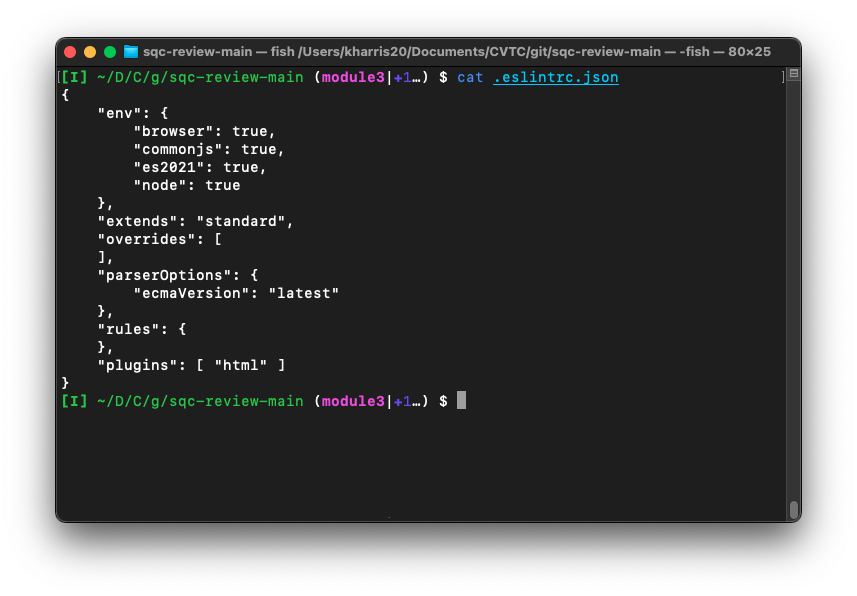 sqc-review-main — fish /Users/kharris20/Documents/CVTC/git/sqc-review-main — -fish — 80×25
[[I] ~/D/C/g/sqc-review-main (module3|+1…) $ cat .eslintrc.json ]
{
    "env": {
        "browser": true,
        "commonjs": true,
        "es2021": true,
        "node": true
    },
    "extends": "standard",
    "overrides": [
    ],
    "parserOptions": {
        "ecmaVersion": "latest"
    },
    "rules": {
    },
    "plugins": [ "html" ]
}
[I] ~/D/C/g/sqc-review-main (module3|+1…) $